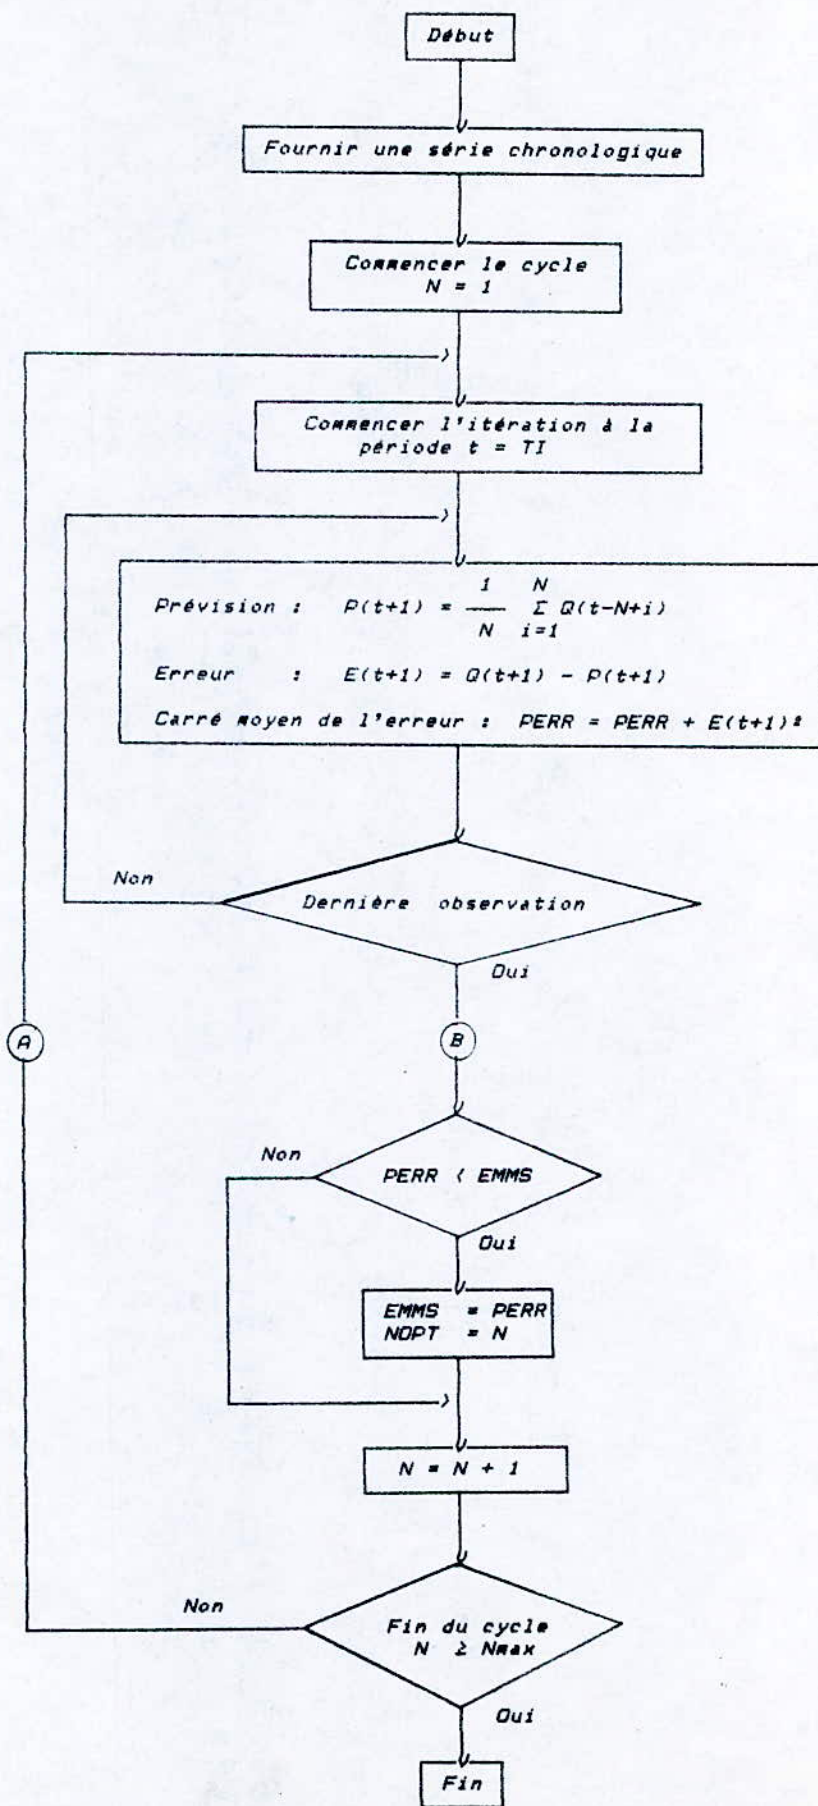 Début
Fournir une série chronologique
Commencer le cycle
N = 1
Commencer l'itération à la
période t = TI
Prévision : P(t+1) = 1/N Σ Q(t-N+i)
N
i=1
Erreur : E(t+1) = Q(t+1) - P(t+1)
Carré moyen de l'erreur : PERR = PERR + E(t+1)²
Non
Dernière observation
Oui
A
B
Non
PERR < EMMS
Oui
EMMS = PERR
NOPT = N
N = N + 1
Non
Fin du cycle
N ≥ Nmax
Oui
Fin